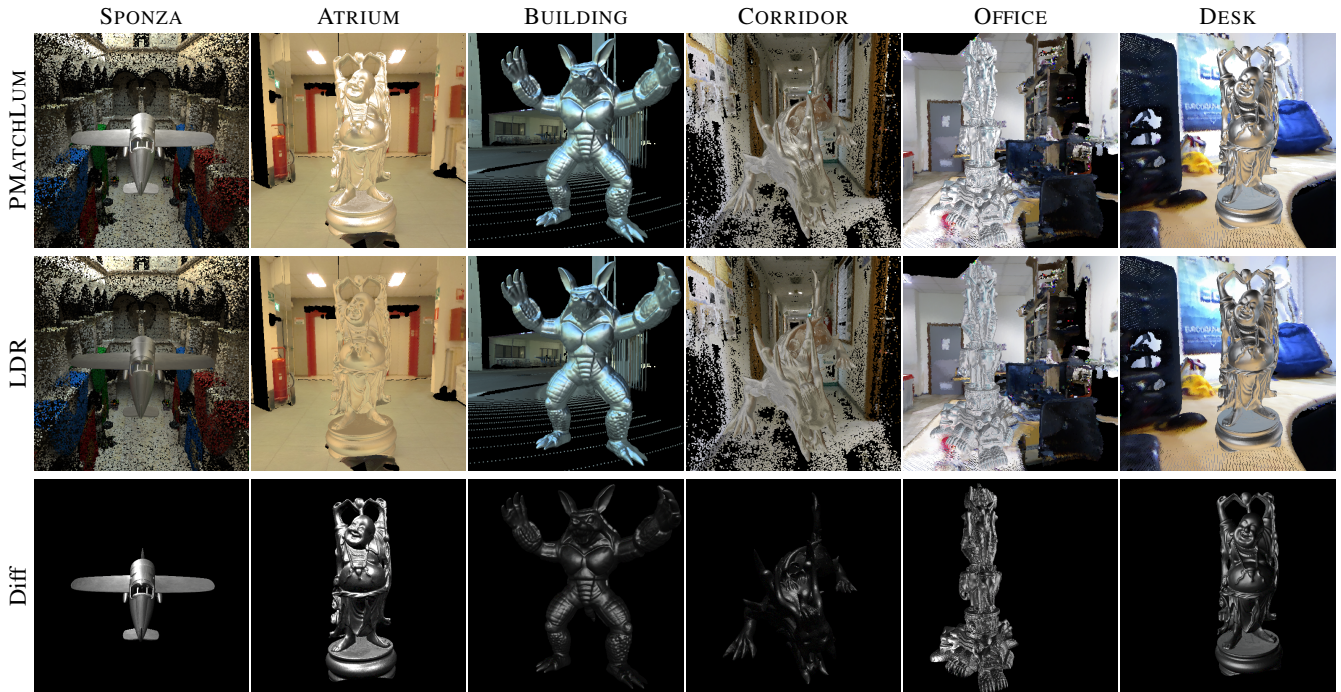 SPONZA ATRIUM BUILDING CORRIDOR OFFICE DESK
PMATCHLUM
LDR
Diff